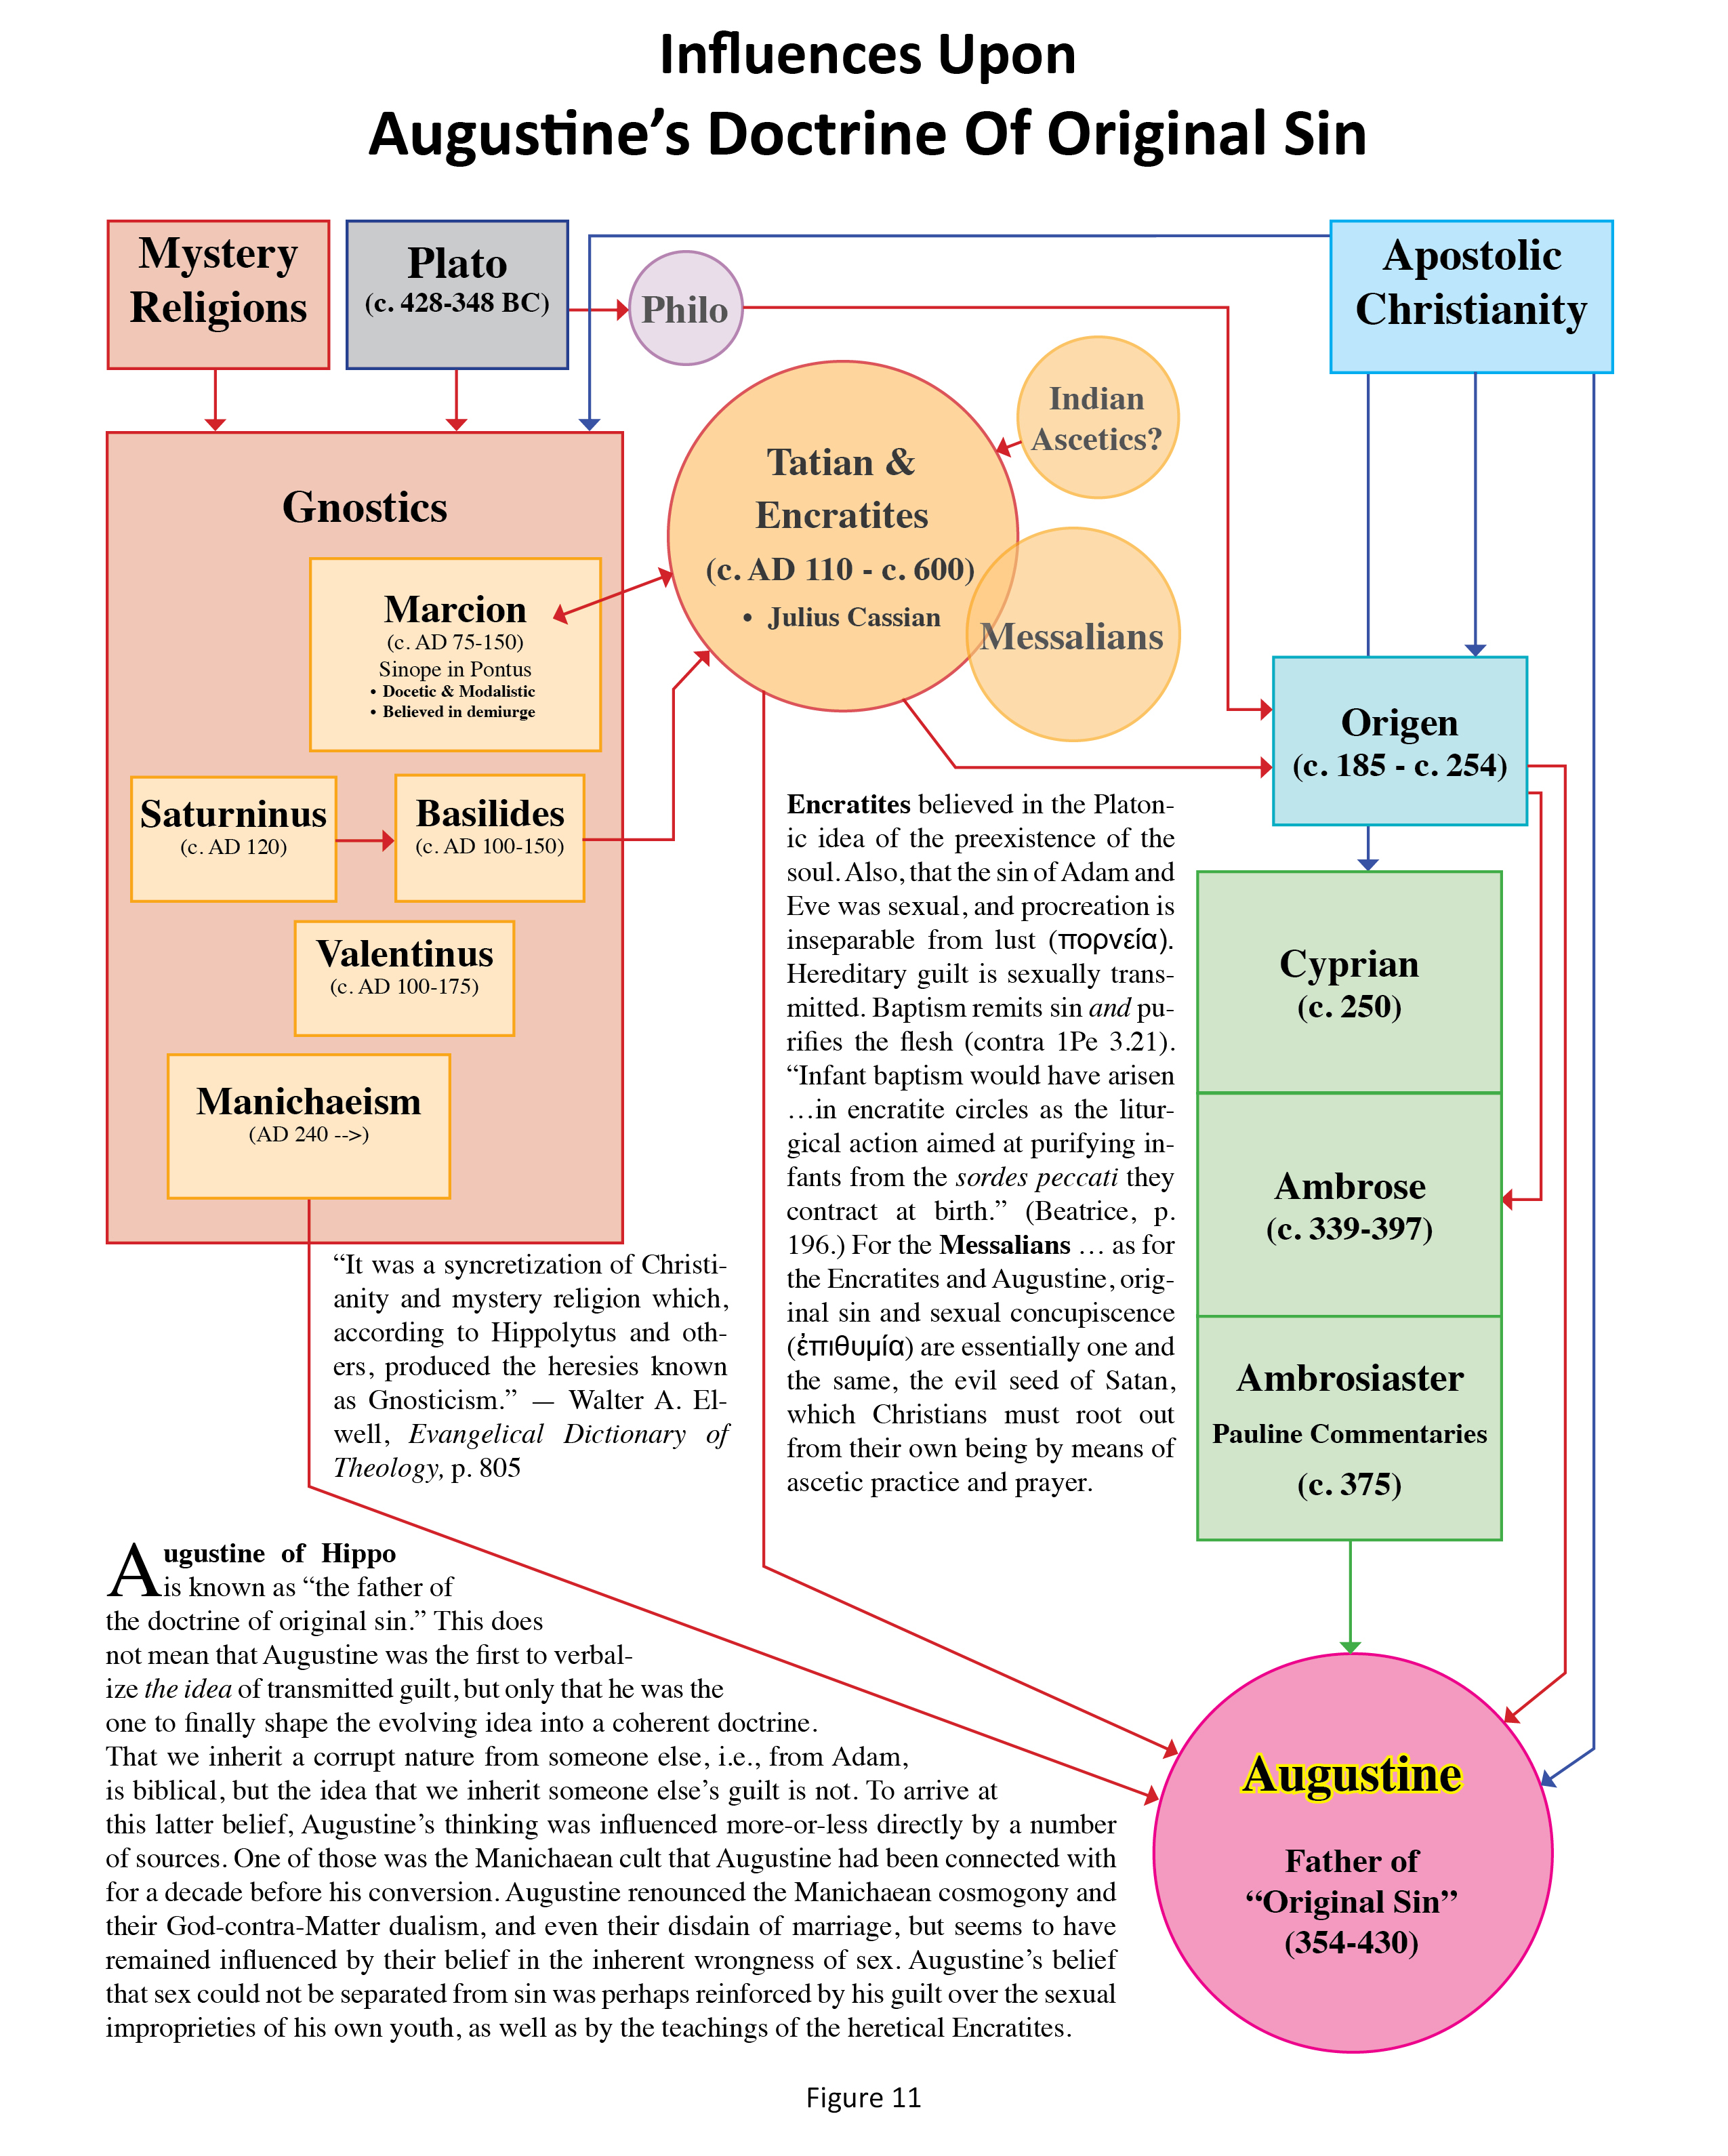 Influences Upon
Augustine’s Doctrine Of Original Sin
Mystery
Religions
Plato
(c. 428-348 BC)
Philo
Apostolic
Christianity
Indian
Ascetics?
Tatian &
Encratites
(c. AD 110 - c. 600)
• Julius Cassian
Messalians
Gnostics
Marcion
(c. AD 75-150)
Sinope in Pontus
• Docetic & Modalistic
• Believed in demiurge
Saturninus
(c. AD 120)
Basilides
(c. AD 100-150)
Valentinus
(c. AD 100-175)
Manichaeism
(AD 240 -->)
Origen
(c. 185 - c. 254)
Cyprian
(c. 250)
Ambrose
(c. 339-397)
Ambrosiaster
Pauline Commentaries
(c. 375)
Encratites believed in the Platon-
ic idea of the preexistence of the
soul. Also, that the sin of Adam and
Eve was sexual, and procreation is
inseparable from lust (πορνεία).
Hereditary guilt is sexually trans-
mitted. Baptism remits sin and pu-
rifies the flesh (contra 1Pe 3.21).
“Infant baptism would have arisen
…in encratite circles as the litur-
gical action aimed at purifying in-
fants from the sordes peccati they
contract at birth.” (Beatrice, p.
196.) For the Messalians … as for
the Encratites and Augustine, orig-
inal sin and sexual concupiscence
(ἐπιθυμία) are essentially one and
the same, the evil seed of Satan,
which Christians must root out
from their own being by means of
ascetic practice and prayer.
“It was a syncretization of Christi-
anity and mystery religion which,
according to Hippolytus and oth-
ers, produced the heresies known
as Gnosticism.” — Walter A. El-
well, Evangelical Dictionary of
Theology, p. 805
Augustine of Hippo
is known as “the father of
the doctrine of original sin.” This does
not mean that Augustine was the first to verbal-
ize the idea of transmitted guilt, but only that he was the
one to finally shape the evolving idea into a coherent doctrine.
That we inherit a corrupt nature from someone else, i.e., from Adam,
is biblical, but the idea that we inherit someone else’s guilt is not. To arrive at
this latter belief, Augustine’s thinking was influenced more-or-less directly by a number
of sources. One of those was the Manichaean cult that Augustine had been connected with
for a decade before his conversion. Augustine renounced the Manichaean cosmogony and
their God-contra-Matter dualism, and even their disdain of marriage, but seems to have
remained influenced by their belief in the inherent wrongness of sex. Augustine’s belief
that sex could not be separated from sin was perhaps reinforced by his guilt over the sexual
improprieties of his own youth, as well as by the teachings of the heretical Encratites.
Augustine
Father of
“Original Sin”
(354-430)
Figure 11